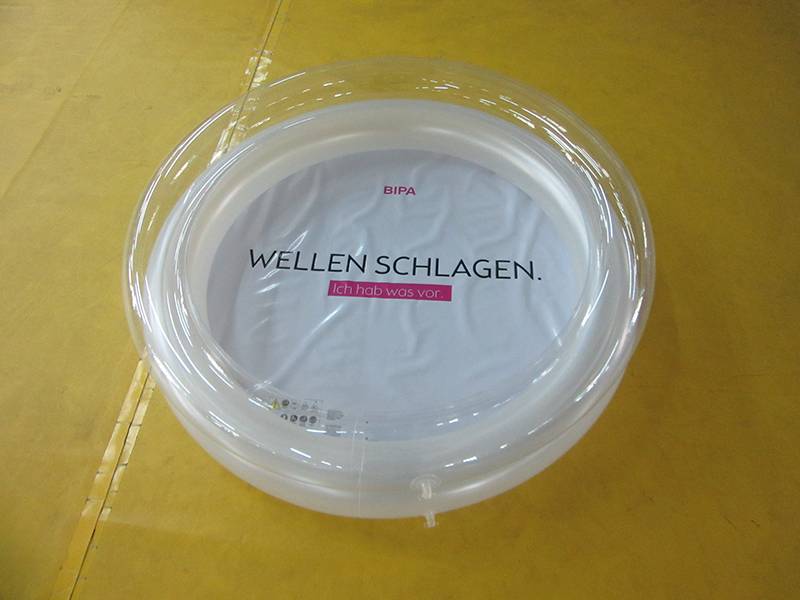 BIPA
WELLEN SCHLAGEN.
Ich hab was vor.